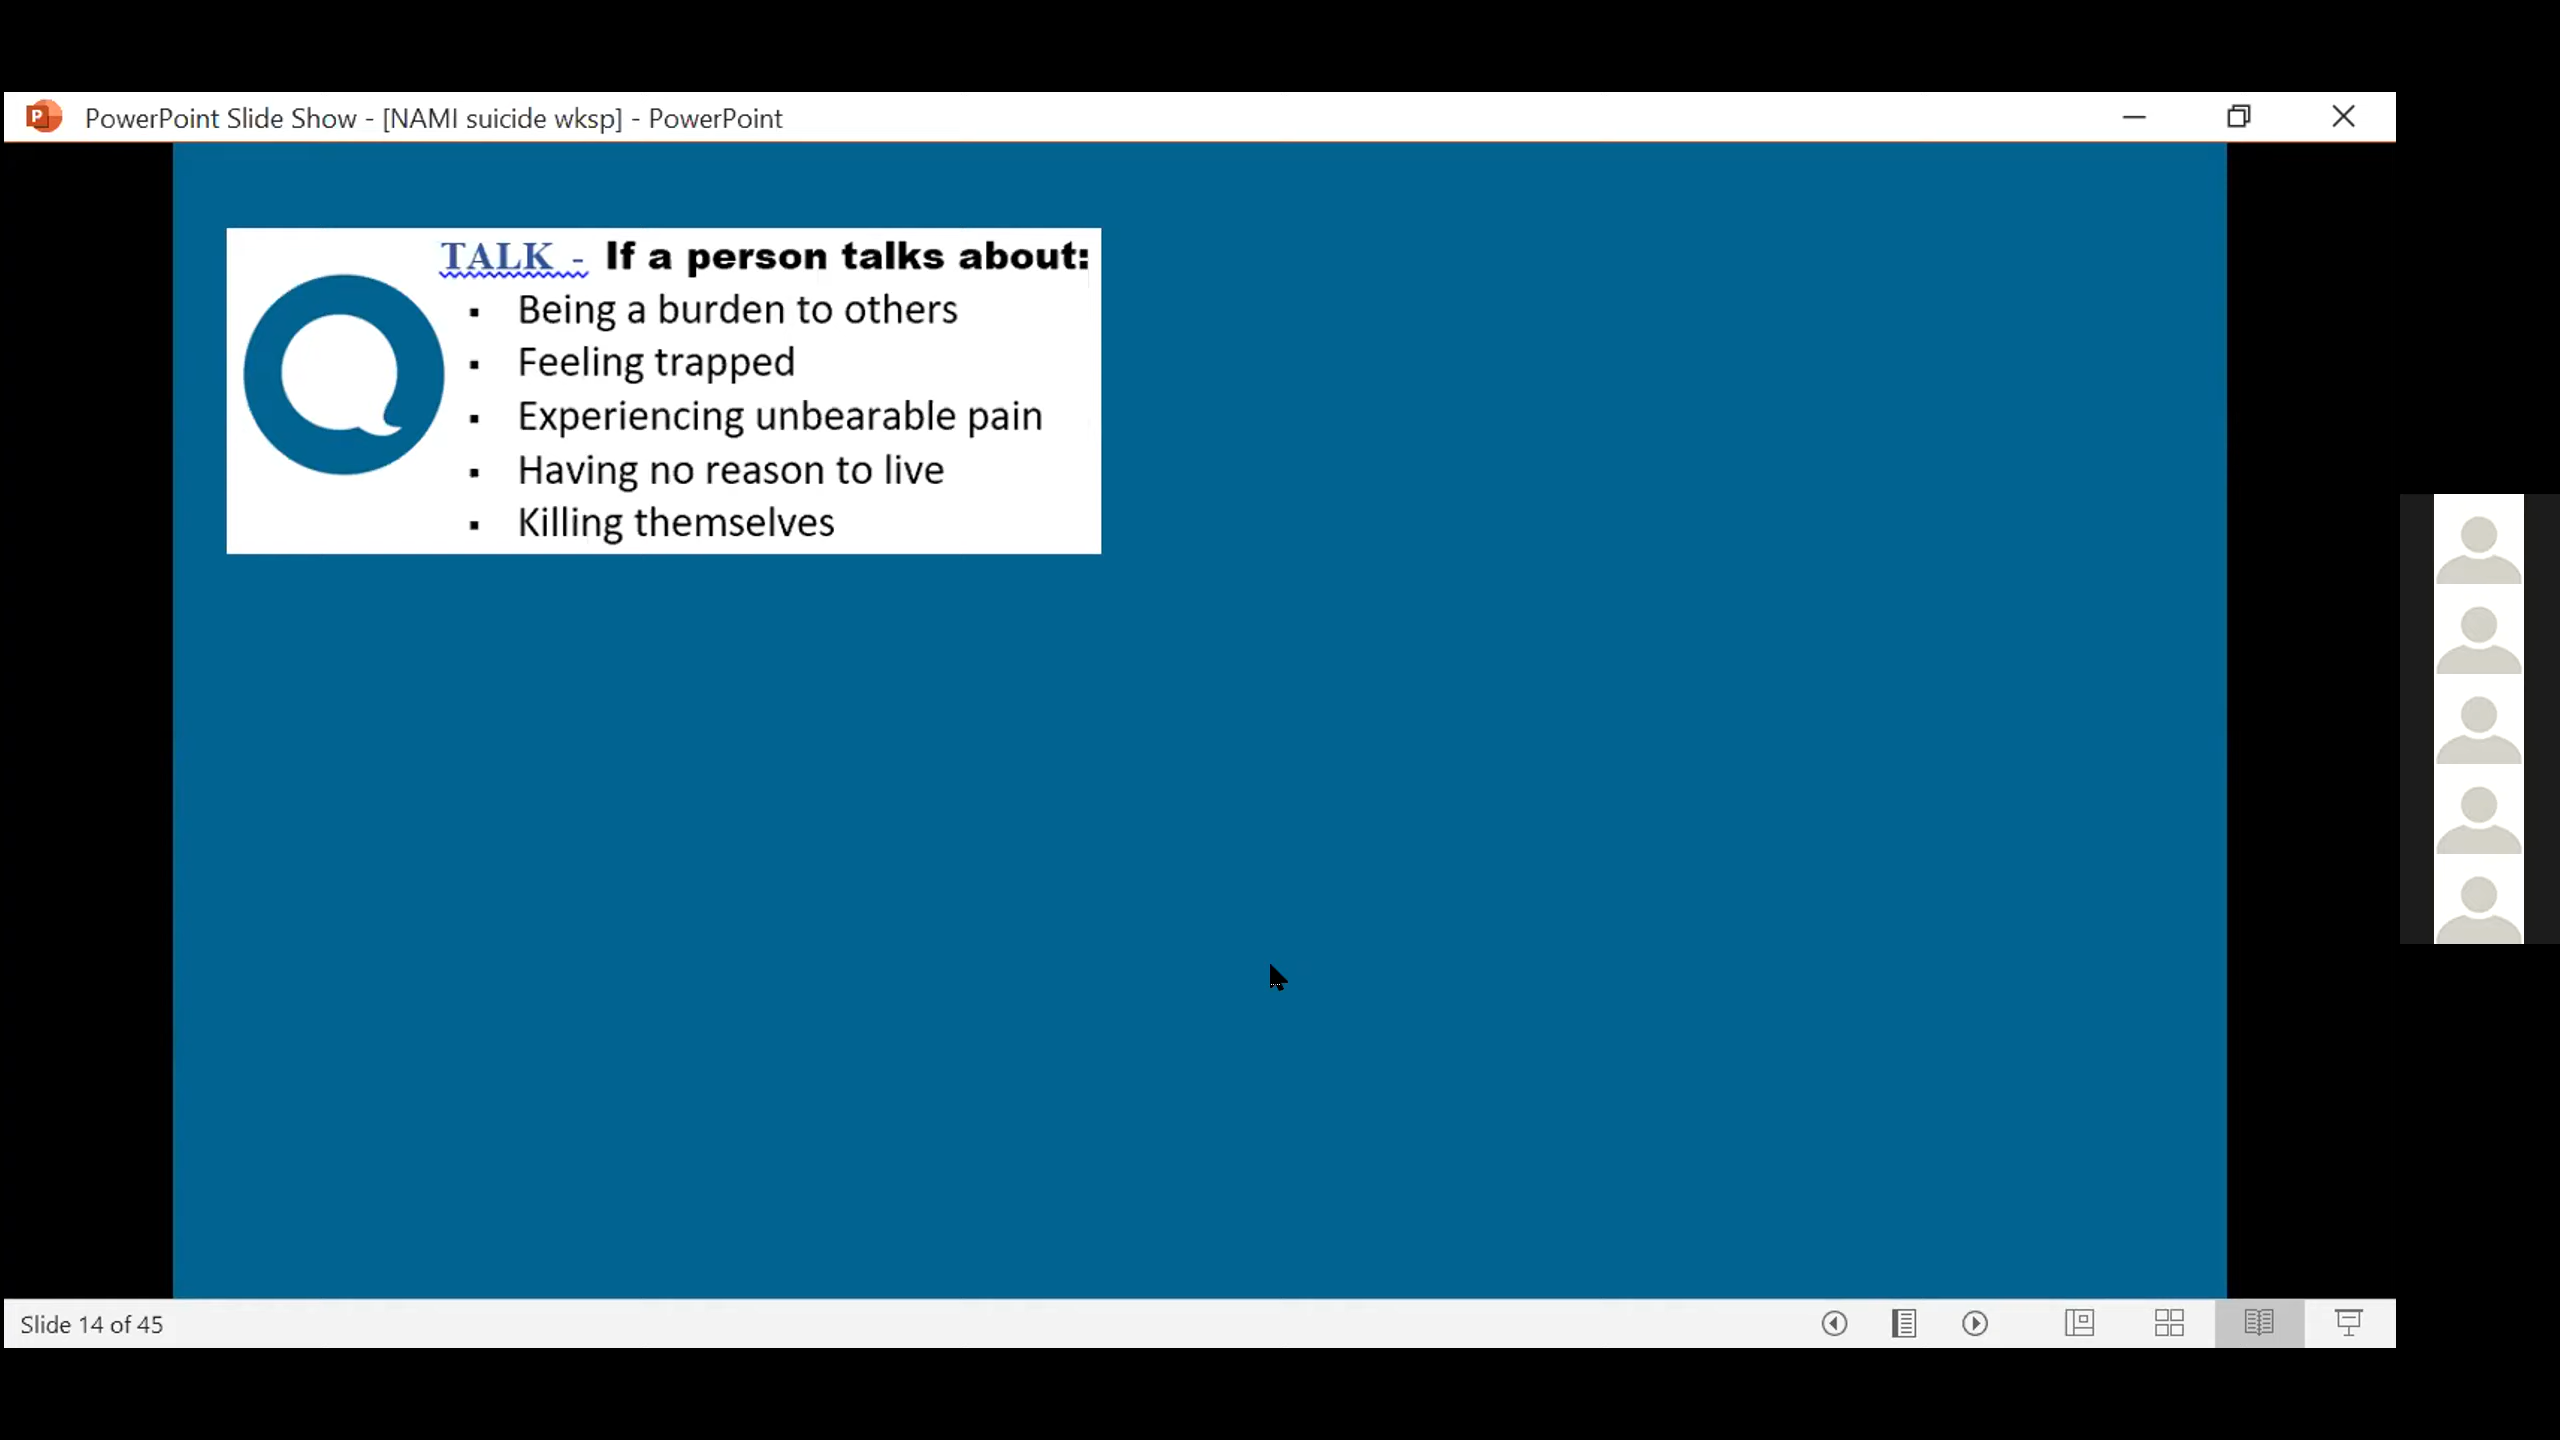 PowerPoint Slide Show - [NAMI suicide wksp] - PowerPoint
TALK - If a person talks about:
▪ Being a burden to others
▪ Feeling trapped
▪ Experiencing unbearable pain
▪ Having no reason to live
▪ Killing themselves
Slide 14 of 45